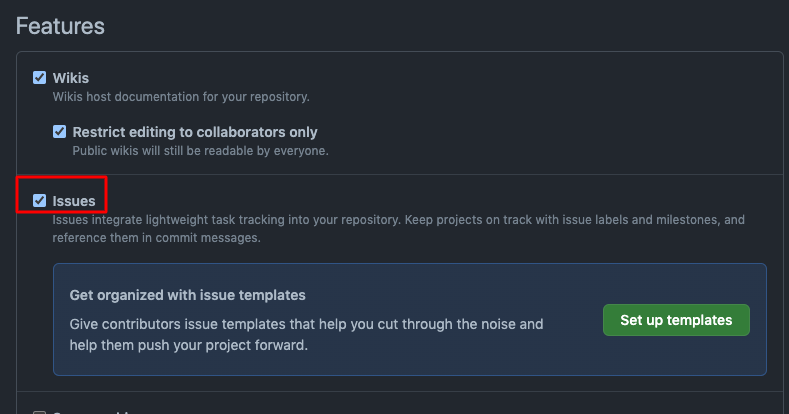 Features
Wikis
Wikis host documentation for your repository.
Restrict editing to collaborators only
Public wikis will still be readable by everyone.
Issues
Issues integrate lightweight task tracking into your repository. Keep projects on track with issue labels and milestones, and
reference them in commit messages.
Get organized with issue templates
Give contributors issue templates that help you cut through the noise and
help them push your project forward.
Set up templates